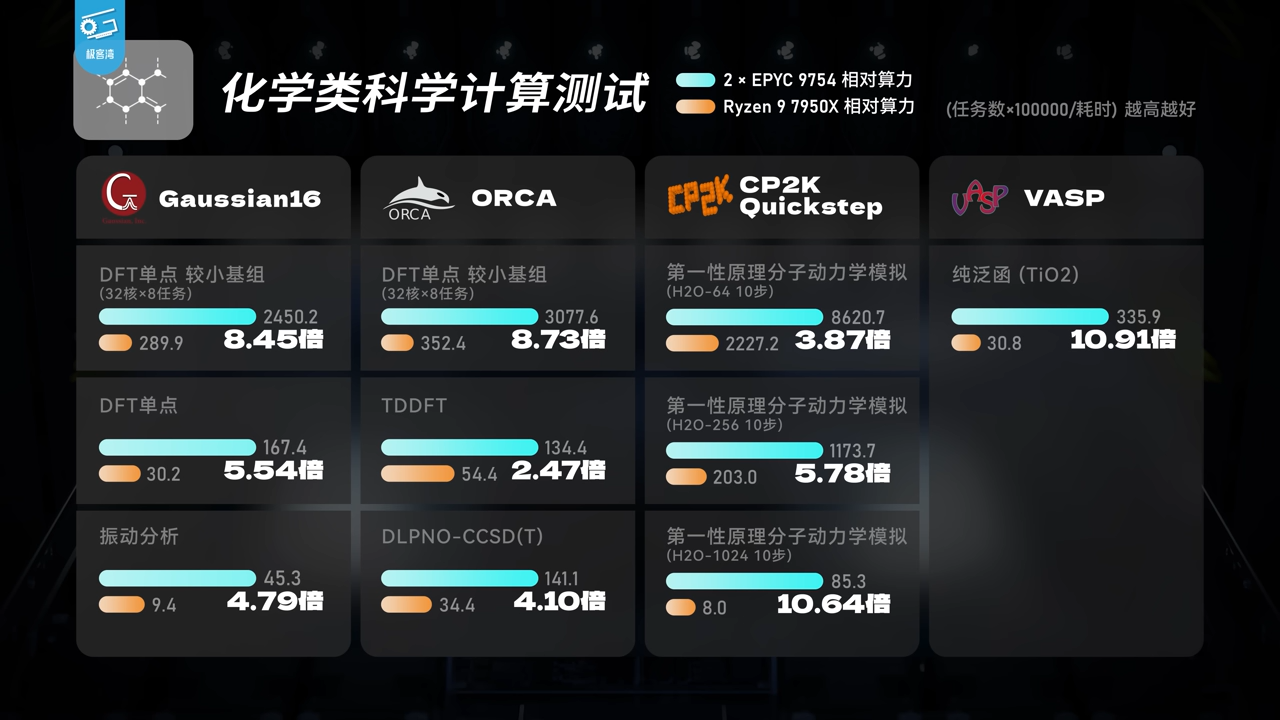 极客湾
化学类科学计算测试
2 × EPYC 9754 相对算力
Ryzen 9 7950X 相对算力
(任务数×100000/耗时) 越高越好
Gaussian16
DFT单点 较小基组
(32核×8任务)
2450.2
289.9
8.45倍
DFT单点
167.4
30.2
5.54倍
振动分析
45.3
9.4
4.79倍
ORCA
ORCA
DFT单点 较小基组
(32核×8任务)
3077.6
352.4
8.73倍
TDDFT
134.4
54.4
2.47倍
DLPNO-CCSD(T)
141.1
34.4
4.10倍
CP2K
CP2K
Quickstep
第一性原理分子动力学模拟
(H2O-64 10步)
8620.7
2227.2
3.87倍
第一性原理分子动力学模拟
(H2O-256 10步)
1173.7
203.0
5.78倍
第一性原理分子动力学模拟
(H2O-1024 10步)
85.3
8.0
10.64倍
VASP
VASP
纯泛函 (TiO2)
335.9
30.8
10.91倍